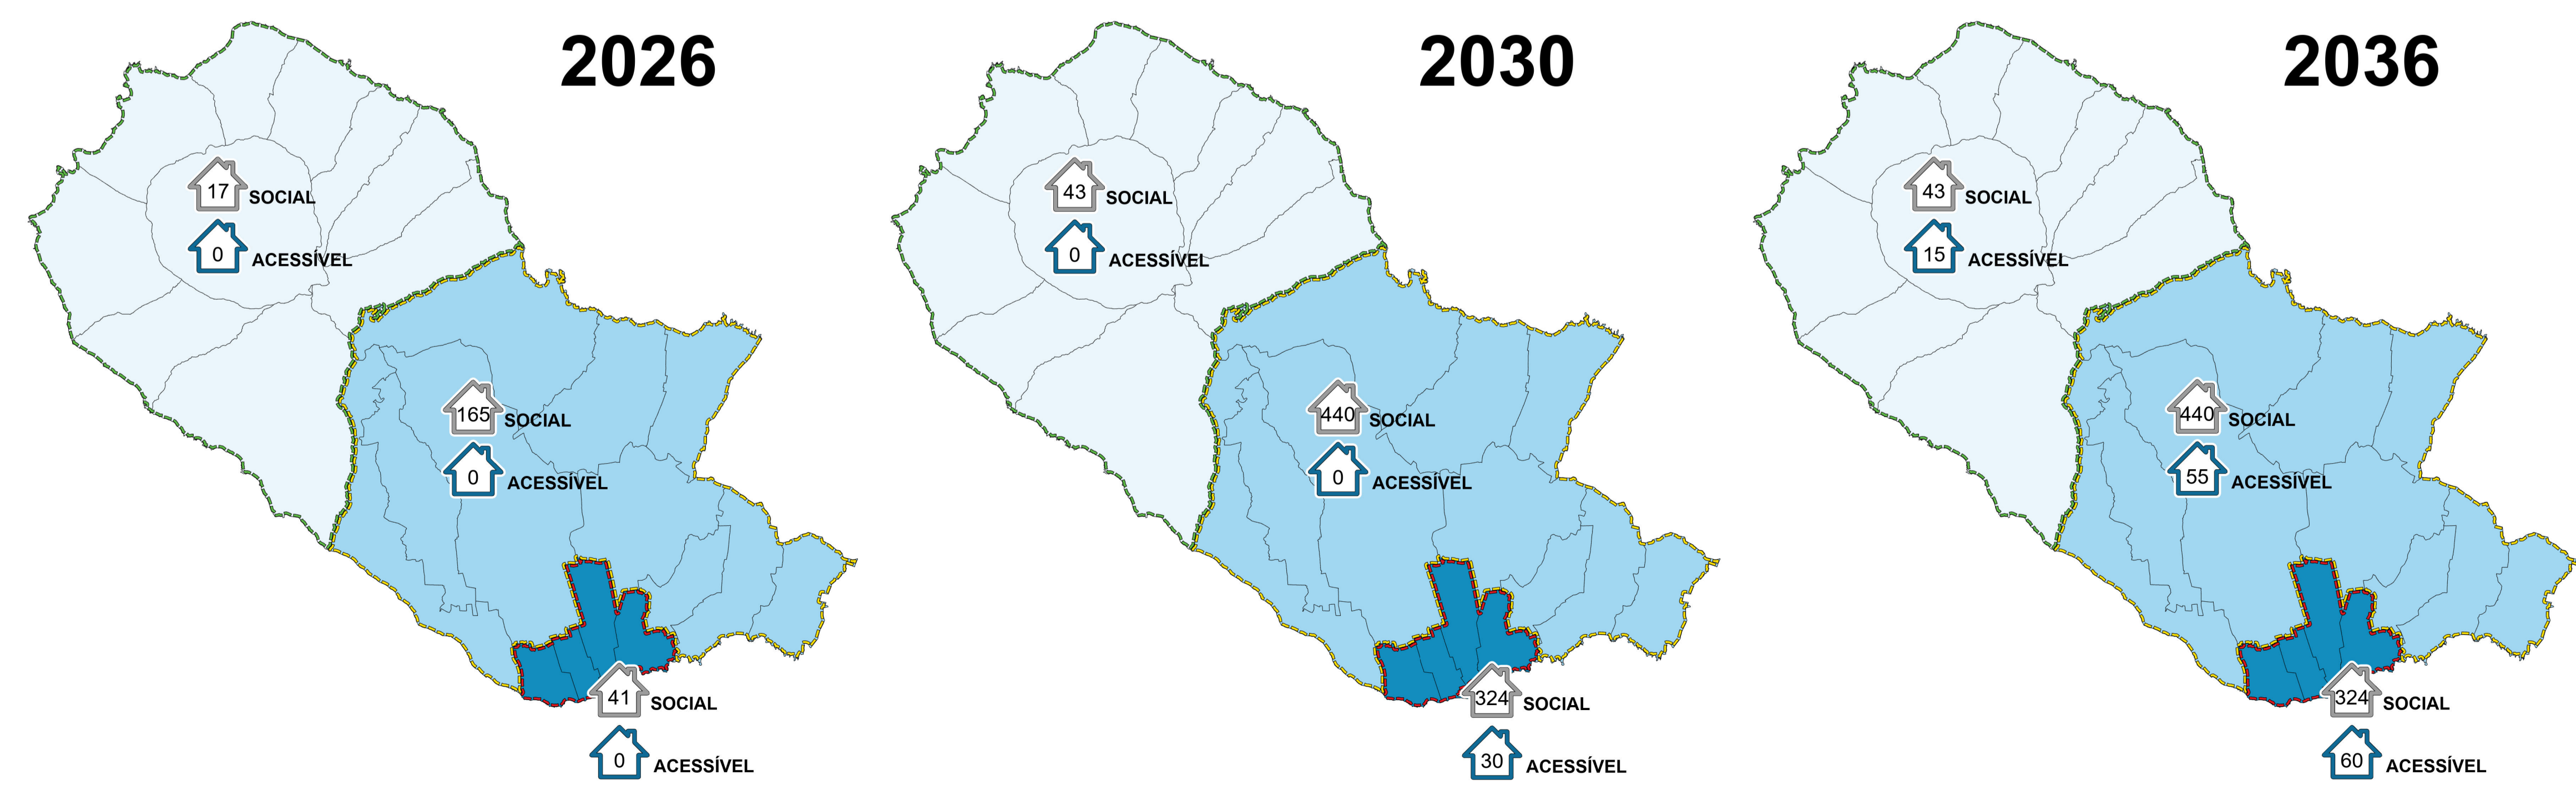 2026
17 SOCIAL
0 ACESSÍVEL
165 SOCIAL
0 ACESSÍVEL
41 SOCIAL
0 ACESSÍVEL
2030
43 SOCIAL
0 ACESSÍVEL
440 SOCIAL
0 ACESSÍVEL
324 SOCIAL
30 ACESSÍVEL
2036
43 SOCIAL
15 ACESSÍVEL
440 SOCIAL
55 ACESSÍVEL
324 SOCIAL
60 ACESSÍVEL